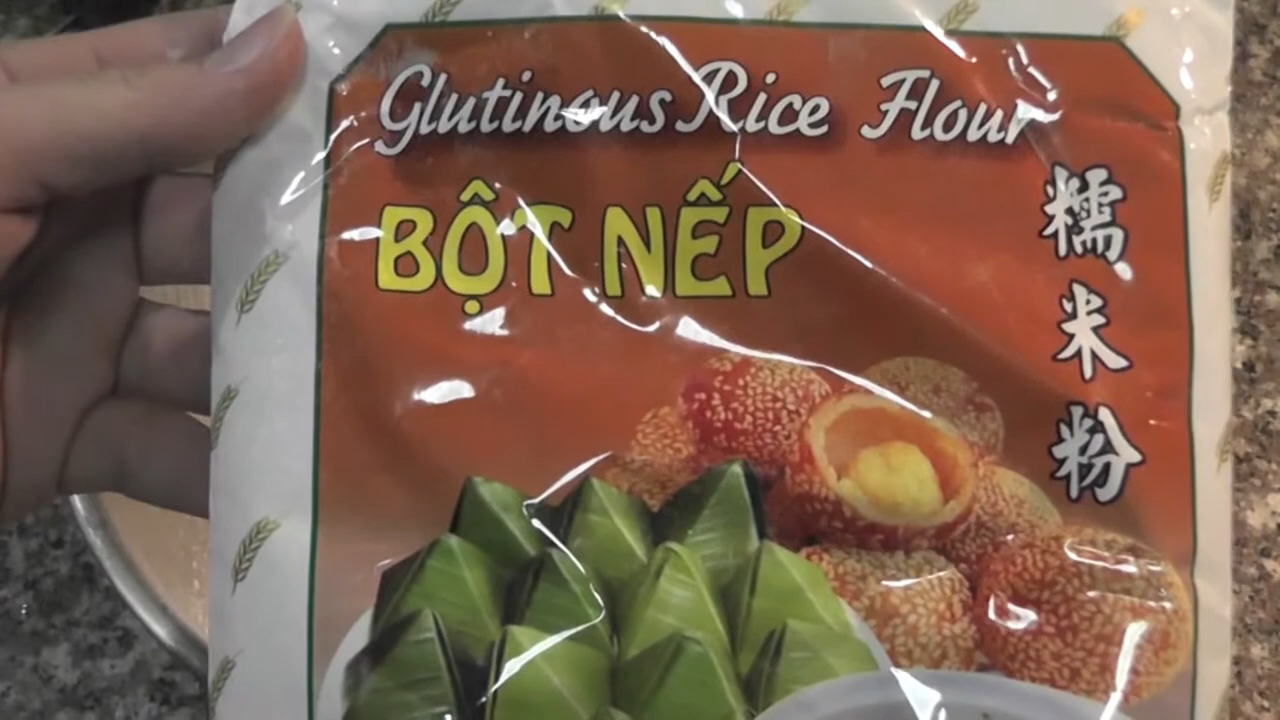 Glutinous Rice Flour
BỘT NẾP
糯米粉